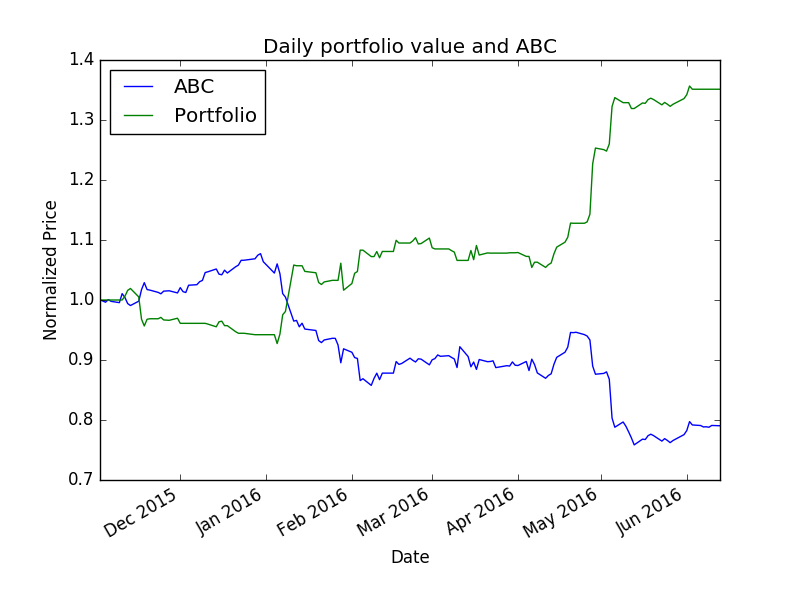 Daily portfolio value and ABC
1.4
1.3
1.2
1.1
1.0
0.9
0.8
0.7
Normalized Price
ABC
Portfolio
Dec 2015
Jan 2016
Feb 2016
Mar 2016
Apr 2016
May 2016
Jun 2016
Date